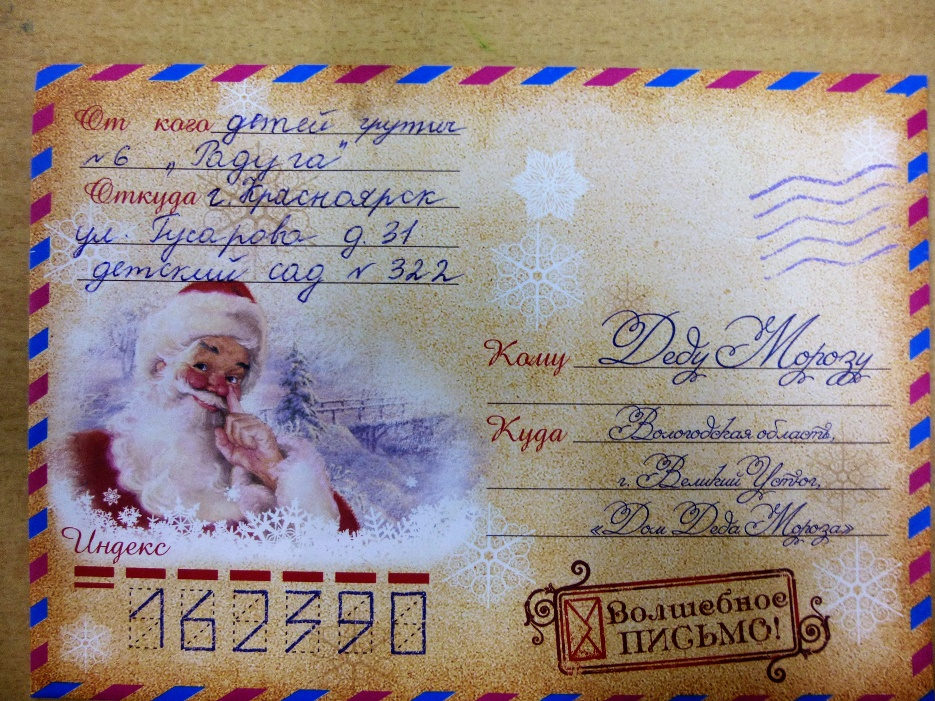 От кого детей групич
№6 „Радуга"
Откуда г. Красноярск
ул. Гусарова д. 31
детский сад № 322
Кому Деду Морозу
Куда Вологодская область,
г. Великий Устюг,
«Дом Деда Мороза»
Индекс
162390
Волшебное
ПИСЬМО!